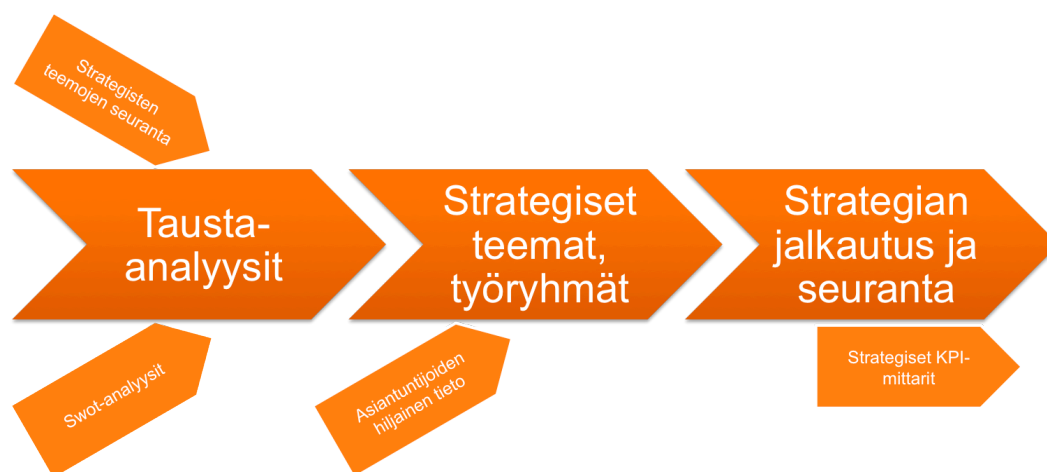 Strategisten
teemojen seuranta
Tausta-
analyysit
Strategiset
teemat,
työryhmät
Strategian
jalkautus ja
seuranta
Swot-analyysit
Asiantuntijoiden
hiljainen tieto
Strategiset KPI-
mittarit